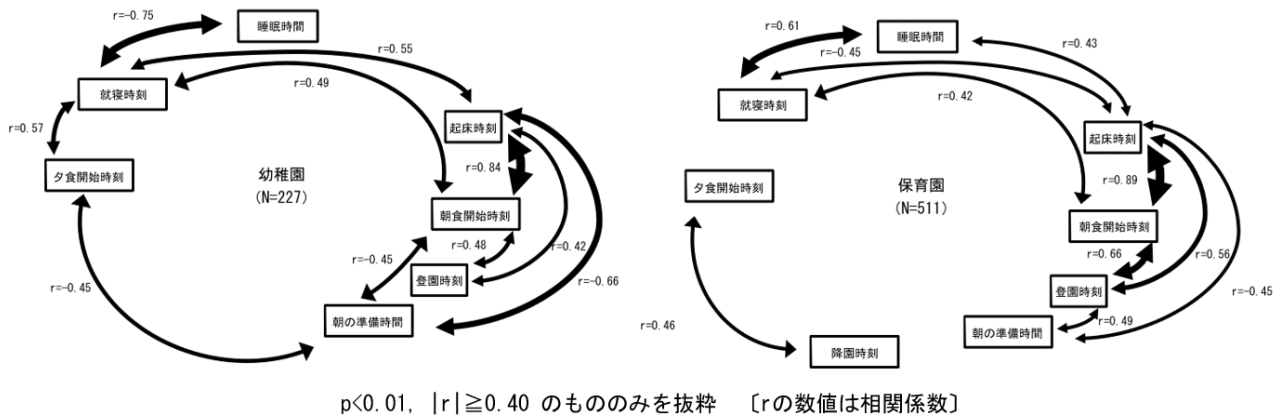 r=-0.75
睡眠時間
r=0.55
r=0.49
就寝時刻
r=0.57
起床時刻
夕食開始時刻
幼稚園
(N=227)
r=0.84
朝食開始時刻
r=0.48
r=0.42
r=-0.45
登園時刻
r=-0.66
r=-0.45
朝の準備時間
r=0.61
睡眠時間
r=-0.45
r=0.43
就寝時刻
r=0.42
起床時刻
夕食開始時刻
保育園
(N=511)
r=0.89
朝食開始時刻
r=0.66
r=0.56
登園時刻
r=-0.45
r=0.46
朝の準備時間
r=0.49
降園時刻
p<0.01, |r|≧0.40 のもののみを抜粋 〔rの数値は相関係数〕